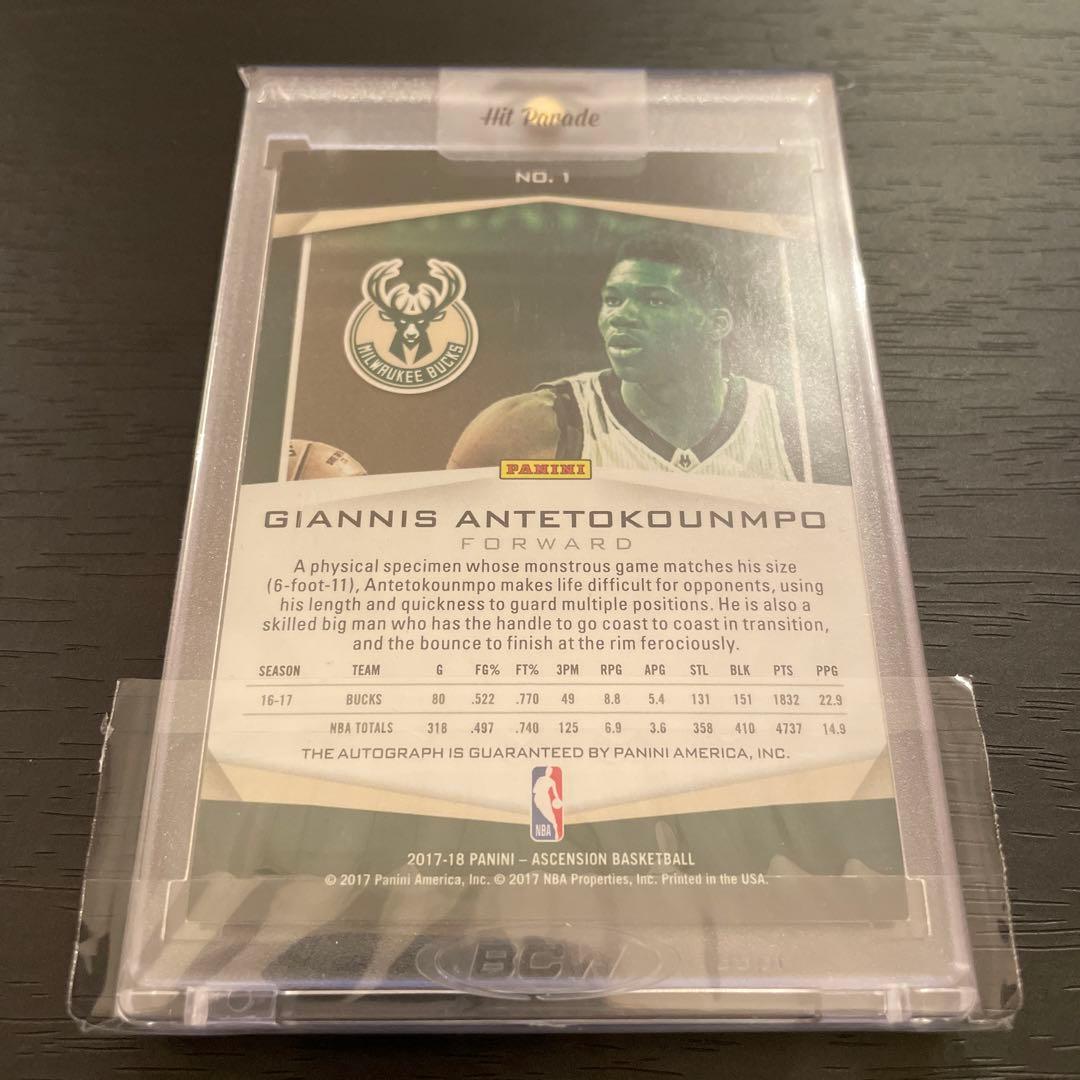 Hit Parade
NO. 1
MILWAUKEE BUCKS
PANINI
GIANNIS ANTETOKOUNMPO
FORWARD
A physical specimen whose monstrous game matches his size
(6-foot-11), Antetokounmpo makes life difficult for opponents, using
his length and quickness to guard multiple positions. He is also a
skilled big man who has the handle to go coast to coast in transition,
and the bounce to finish at the rim ferociously.
SEASON TEAM G FG% FT% 3PM RPG APG STL BLK PTS PPG
16-17 BUCKS 80 .522 .770 49 8.8 5.4 131 151 1832 22.9
NBA TOTALS 318 .497 .740 125 6.9 3.6 358 410 4737 14.9
THE AUTOGRAPH IS GUARANTEED BY PANINI AMERICA, INC.
NBA
2017-18 PANINI – ASCENSION BASKETBALL
© 2017 Panini America, Inc. © 2017 NBA Properties, Inc. Printed in the USA.
BCW